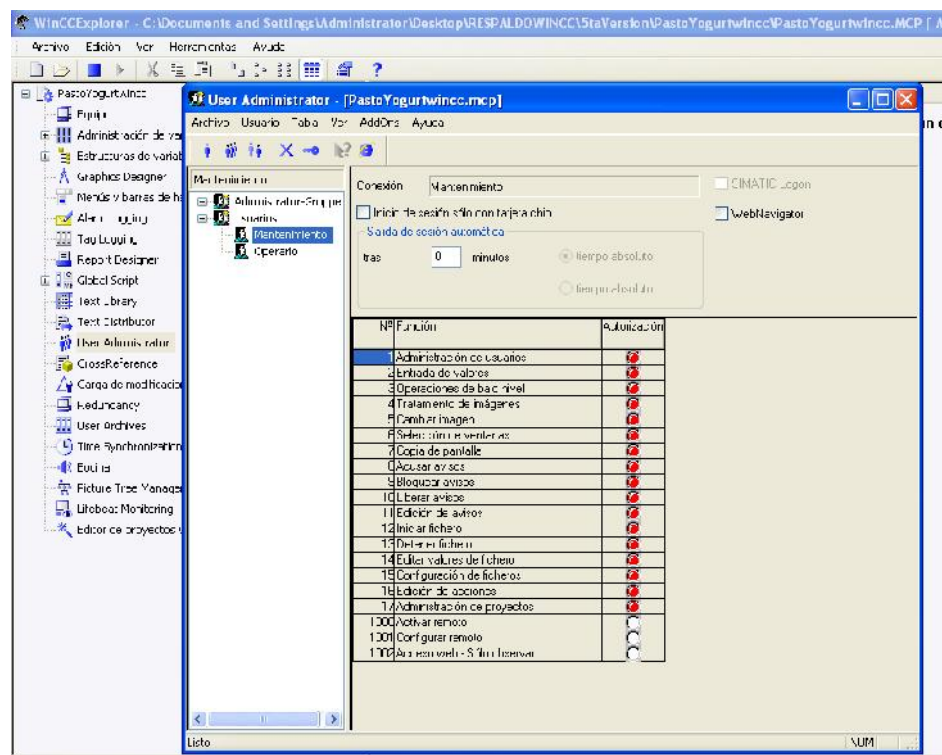 WinCCExplorer - C:\Documents and Settings\Administrator\Desktop\RESPALDOWINCC\5taVersion\PastoYogurtwincc\PastoYogurtwincc.MCP [
Archivo Edición Ver Herramientas Ayuda
PastoYogurtwincc
Equipo
Administración de va
Estructuras de variab
Graphics Designer
Menús y barras de he
Alarm Logging
Tag Logging
Report Designer
Global Script
Text Library
Text Distributor
User Administrator
CrossReference
Carga de modificacio
Redundancy
User Archives
Time Synchronization
Picture Tree Manager
Lifebeat Monitoring
Editor de proyectos
User Administrator - [PastoYogurtwincc.mcp]
Archivo Usuario Tabla Ver AddOns Ayuda
Mantenimiento
Administrator-Gruppe
Usuarios
Mantenimiento
Operario
Conexión Mantenimiento
SIMATIC Logon
Inicio de sesión sólo con tarjeta chip
WebNavigator
Salida de sesión automática
tras 0 minutos
tiempo absoluto
tiempo absoluto
Nº Función Autorización
1 Administración de usuarios
2 Entrada de valores
3 Operaciones de bajo nivel
4 Tratamiento de imágenes
5 Cambiar imagen
6 Selección de ventanas
7 Copia de pantalla
8 Acusar avisos
9 Bloquear avisos
10 Liberar avisos
11 Edición de avisos
12 Iniciar fichero
13 Detener fichero
14 Editar valores de fichero
15 Configuración de ficheros
16 Edición de acciones
17 Administración de proyectos
1000 Activar remoto
1001 Configurar remoto
1002 Acceso web - Sólo observar
Listo
NUM